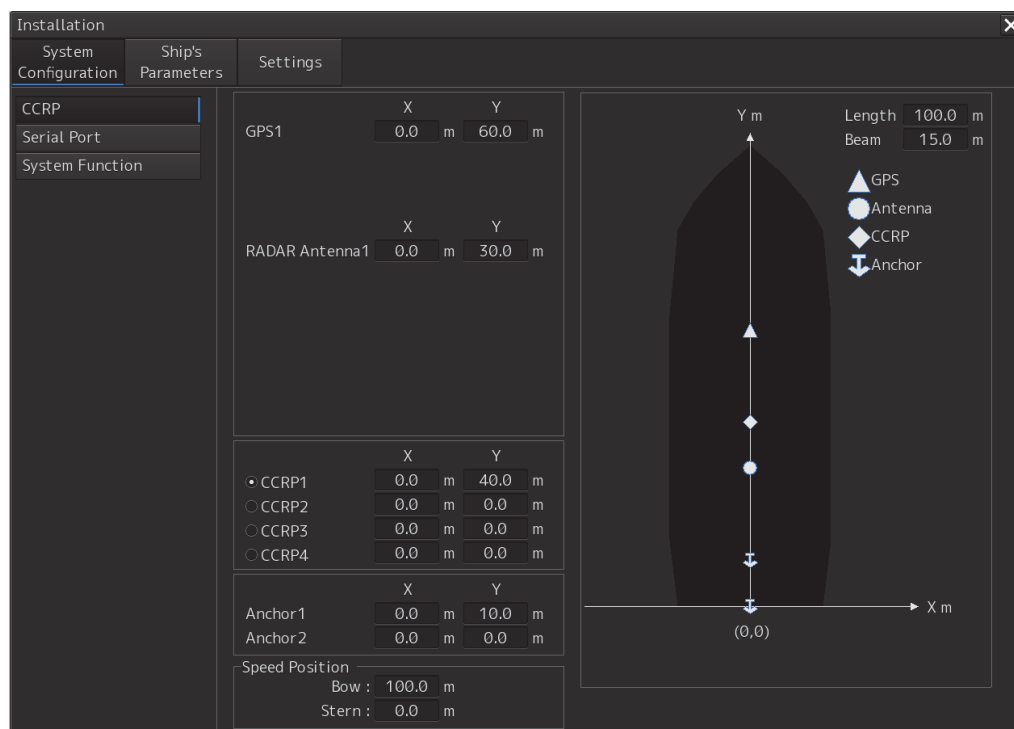 Installation
System Configuration
Ship's Parameters
Settings
CCRP
Serial Port
System Function
X Y
GPS1 0.0 m 60.0 m
X Y
RADAR Antenna1 0.0 m 30.0 m
X Y
CCRP1 0.0 m 40.0 m
CCRP2 0.0 m 0.0 m
CCRP3 0.0 m 0.0 m
CCRP4 0.0 m 0.0 m
X Y
Anchor1 0.0 m 10.0 m
Anchor2 0.0 m 0.0 m
Speed Position
Bow : 100.0 m
Stern : 0.0 m
Y m
Length 100.0 m
Beam 15.0 m
GPS
Antenna
CCRP
Anchor
X m
(0,0)